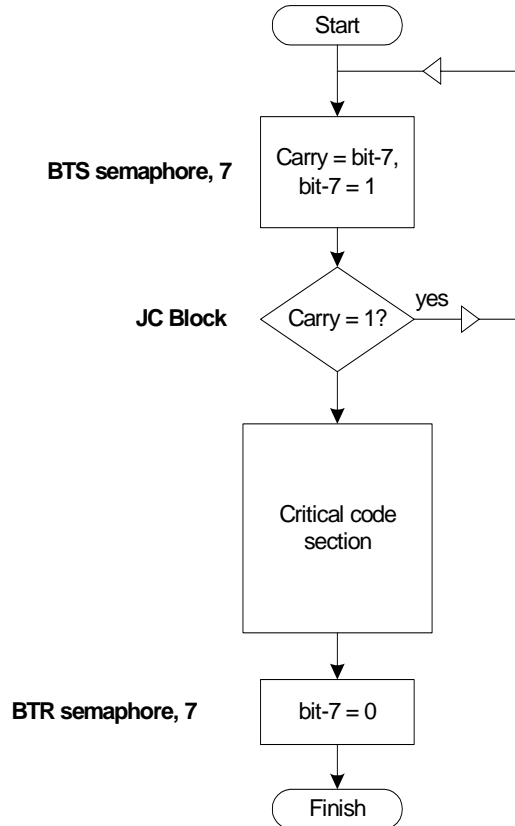 Start
BTS semaphore, 7
Carry = bit-7,
bit-7 = 1
JC Block
Carry = 1?
yes
Critical code
section
BTR semaphore, 7
bit-7 = 0
Finish